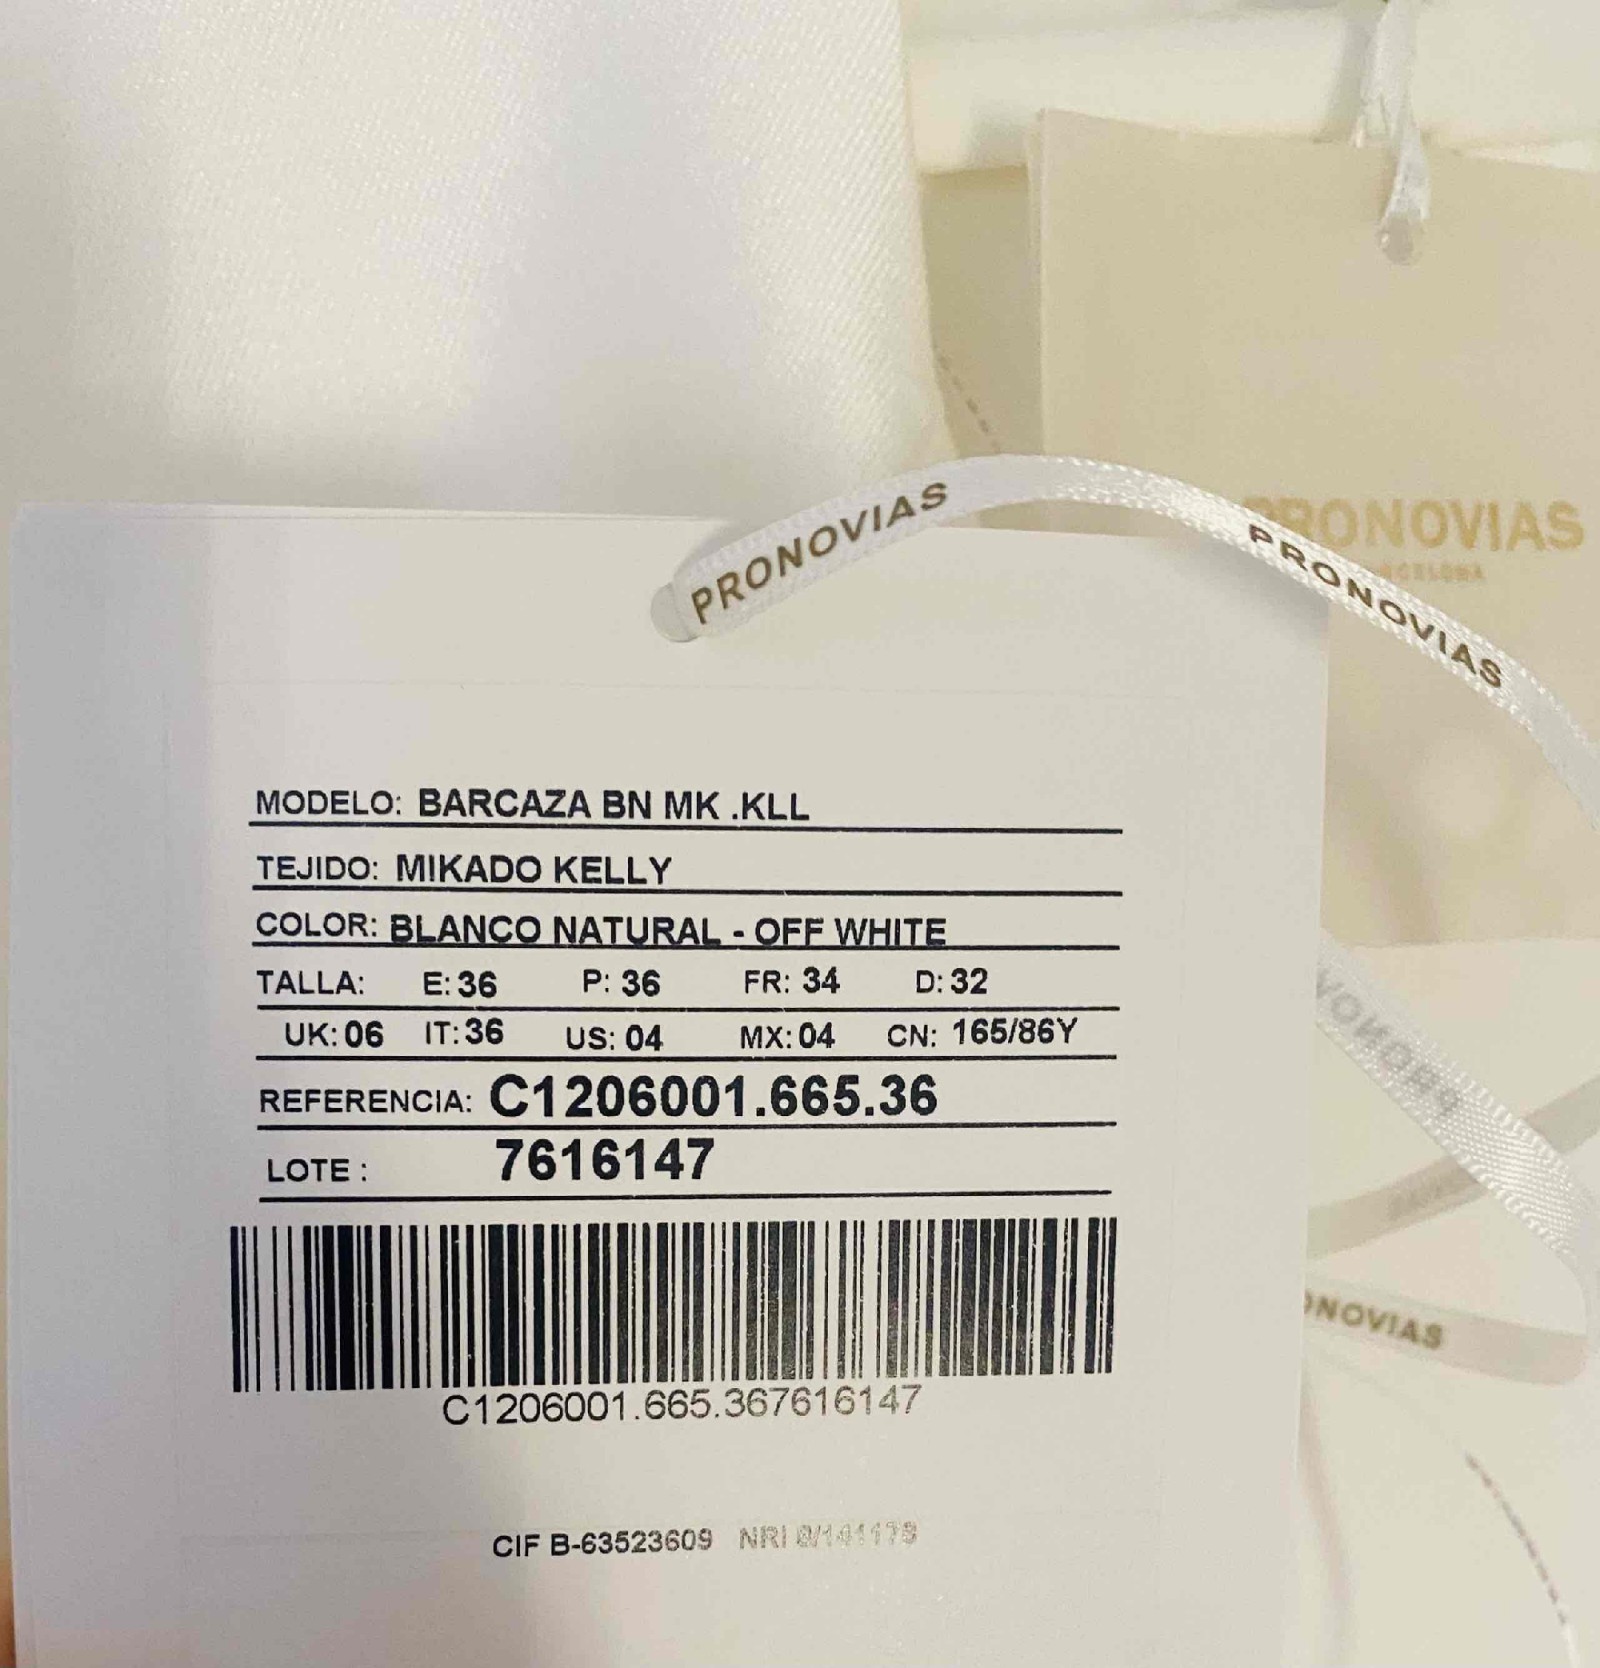 PRONOVIAS
PRONOVIAS
PRONOVIAS
BARCELONA
MODELO: BARCAZA BN MK .KLL
TEJIDO: MIKADO KELLY
COLOR: BLANCO NATURAL - OFF WHITE
TALLA: E: 36 P: 36 FR: 34 D: 32
UK: 06 IT: 36 US: 04 MX: 04 CN: 165/86Y
REFERENCIA: C1206001.665.36
LOTE : 7616147
C1206001.665.367616147
CIF B-63523609 NRI
PRONOVIAS